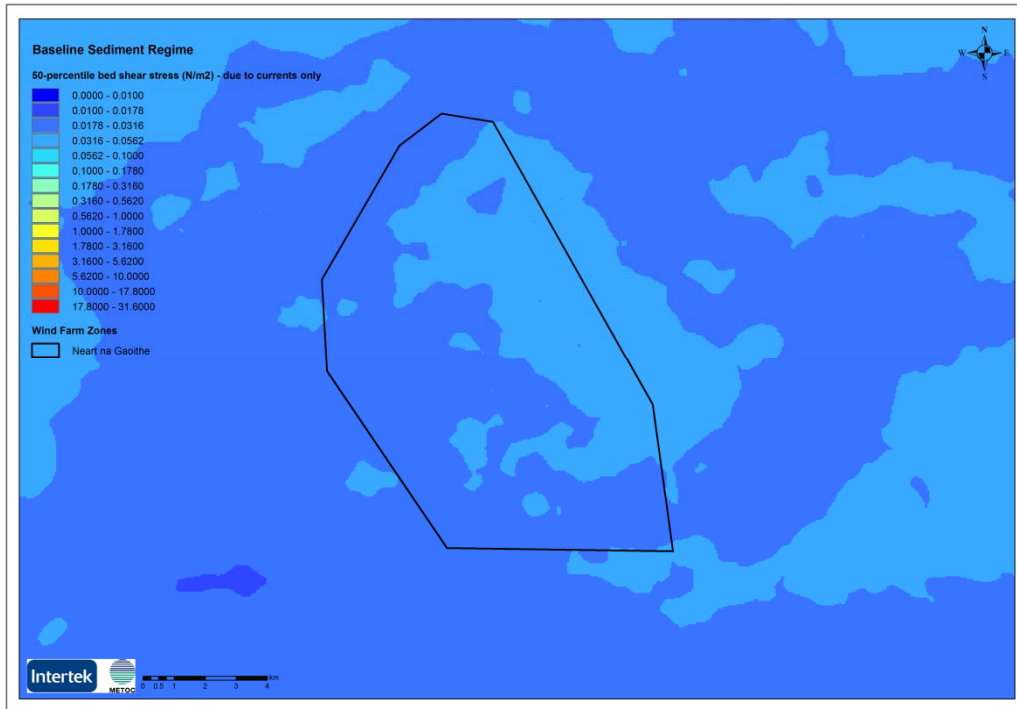 Baseline Sediment Regime
50-percentile bed shear stress (N/m2) - due to currents only
0.0000 - 0.0100
0.0100 - 0.0178
0.0178 - 0.0316
0.0316 - 0.0562
0.0562 - 0.1000
0.1000 - 0.1780
0.1780 - 0.3160
0.3160 - 0.5620
0.5620 - 1.0000
1.0000 - 1.7800
1.7800 - 3.1600
3.1600 - 5.6200
5.6200 - 10.0000
10.0000 - 17.8000
17.8000 - 31.6000
Wind Farm Zones
Neart na Gaoithe
N
W E
S
Intertek
METOC
km
0 0.5 1 2 3 4